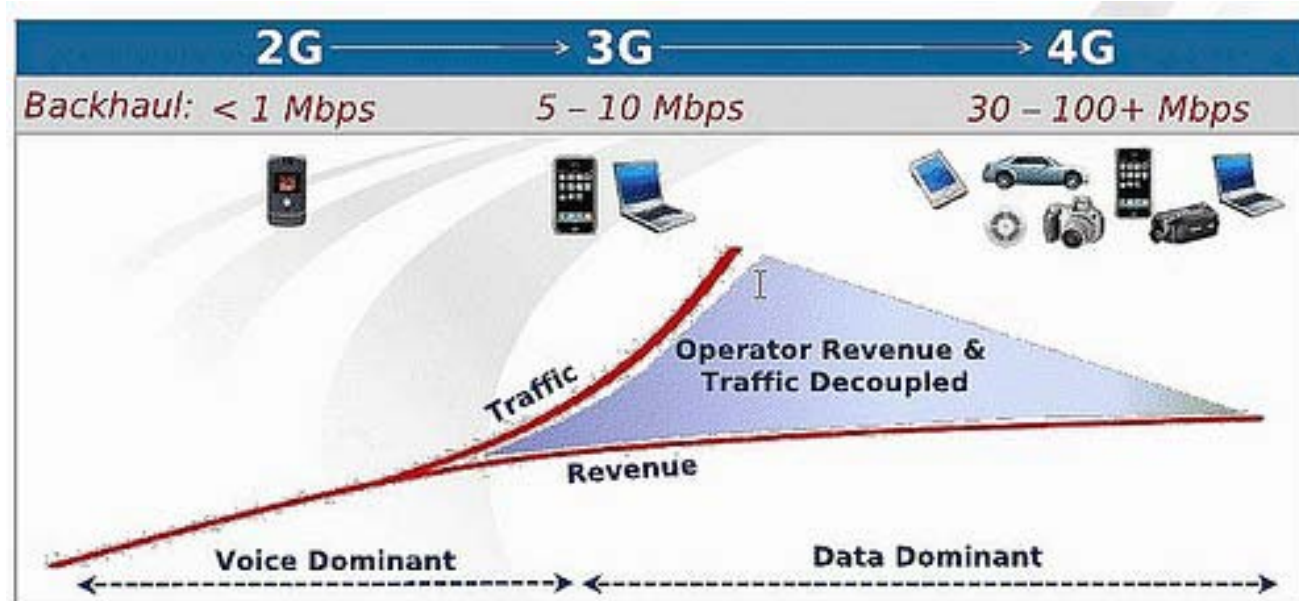 2G 3G 4G
Backhaul: < 1 Mbps 5 – 10 Mbps 30 – 100+ Mbps
Traffic
Operator Revenue &
Traffic Decoupled
Revenue
Voice Dominant Data Dominant